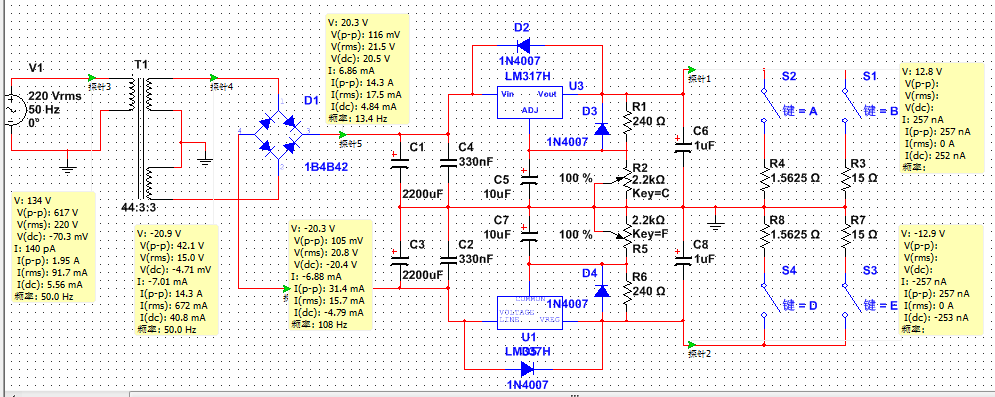 V1
220 Vrms
50 Hz
0°
探针3
T1
44:3:3
探针4
V: 134 V
V(p-p): 617 V
V(rms): 220 V
V(dc): -70.3 mV
I: 140 pA
I(p-p): 1.95 A
I(rms): 91.7 mA
I(dc): 5.56 mA
频率: 50.0 Hz
V: -20.9 V
V(p-p): 42.1 V
V(rms): 15.0 V
V(dc): -4.71 mV
I: -7.01 mA
I(p-p): 14.3 A
I(rms): 672 mA
I(dc): 40.8 mA
频率: 50.0 Hz
V: 20.3 V
V(p-p): 116 mV
V(rms): 21.5 V
V(dc): 20.5 V
I: 6.86 mA
I(p-p): 14.3 A
I(rms): 17.5 mA
I(dc): 4.84 mA
频率: 13.4 Hz
D1
1
2
3
4
1B4B42
探针5
V: -20.3 V
V(p-p): 105 mV
V(rms): 20.8 V
V(dc): -20.4 V
I: -6.88 mA
I(p-p): 31.4 mA
I(rms): 15.7 mA
I(dc): -4.79 mA
频率: 108 Hz
C1
2200uF
C4
330nF
C3
2200uF
C2
330nF
D2
1N4007
LM317H
U3
Vin
Vout
ADJ
D3
1N4007
R1
240 Ω
C5
10uF
100 %
R2
2.2kΩ
Key=C
C7
10uF
100 %
2.2kΩ
Key=F
R5
D4
1N4007
R6
240 Ω
COMMON
VOLTAGE
LINE
VREG
U1
LM337H
D5
1N4007
C6
1uF
C8
1uF
探针1
探针2
S2
键 = A
S1
键 = B
R4
1.5625 Ω
R3
15 Ω
R8
1.5625 Ω
R7
15 Ω
S4
键 = D
S3
键 = E
V: 12.8 V
V(p-p):
V(rms):
V(dc):
I: 257 nA
I(p-p): 257 nA
I(rms): 0 A
I(dc): 252 nA
频率:
V: -12.9 V
V(p-p):
V(rms):
V(dc):
I: -257 nA
I(p-p): 257 nA
I(rms): 0 A
I(dc): -253 nA
频率: